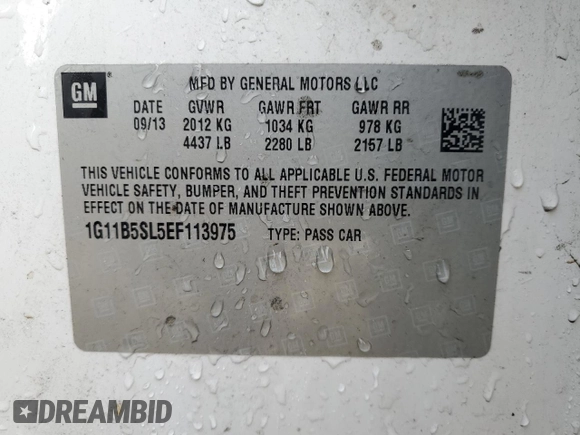 GM
MFD BY GENERAL MOTORS LLC
DATE GVWR GAWR FRT GAWR RR
09/13 2012 KG 1034 KG 978 KG
4437 LB 2280 LB 2157 LB
THIS VEHICLE CONFORMS TO ALL APPLICABLE U.S. FEDERAL MOTOR
VEHICLE SAFETY, BUMPER, AND THEFT PREVENTION STANDARDS IN
EFFECT ON THE DATE OF MANUFACTURE SHOWN ABOVE.
1G11B5SL5EF113975 TYPE: PASS CAR
DREAMBID